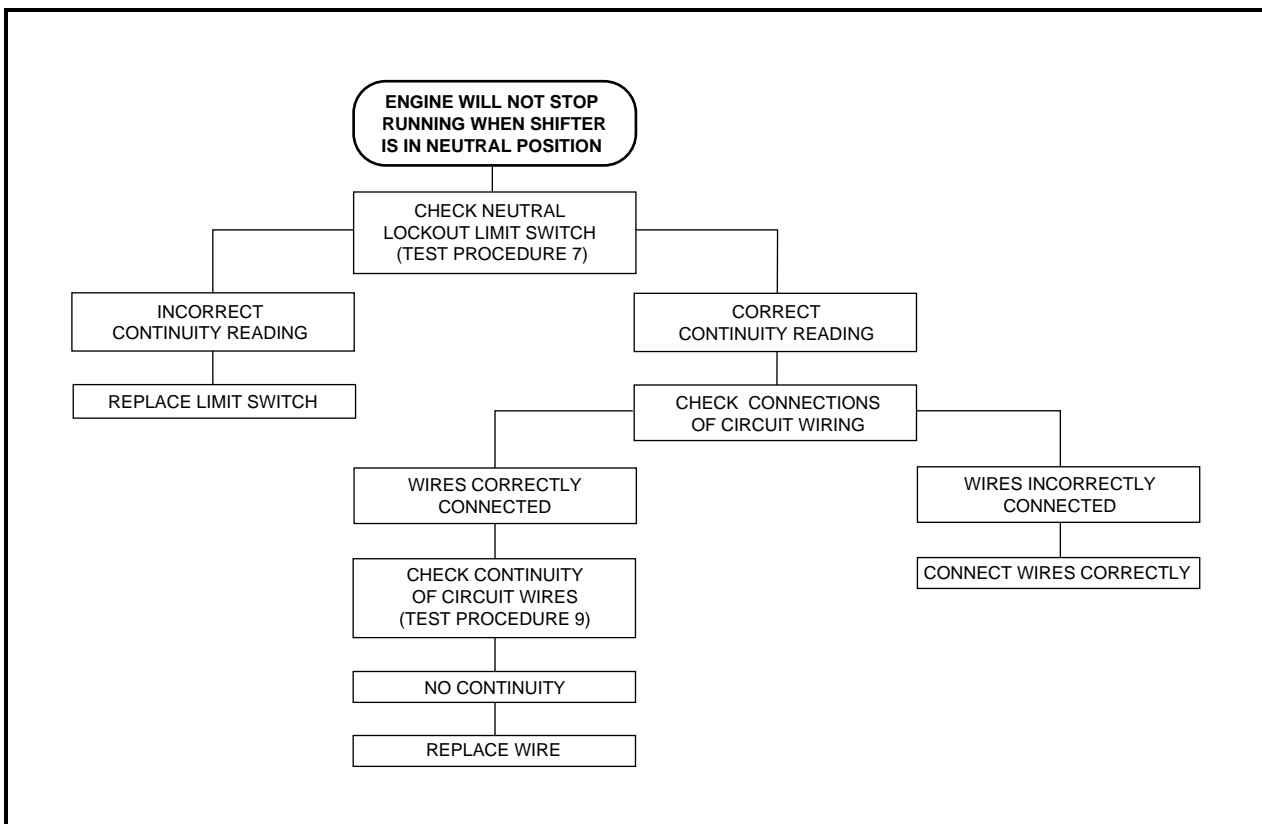 ENGINE WILL NOT STOP
RUNNING WHEN SHIFTER
IS IN NEUTRAL POSITION
CHECK NEUTRAL
LOCKOUT LIMIT SWITCH
(TEST PROCEDURE 7)
INCORRECT
CONTINUITY READING
CORRECT
CONTINUITY READING
REPLACE LIMIT SWITCH
CHECK CONNECTIONS
OF CIRCUIT WIRING
WIRES CORRECTLY
CONNECTED
WIRES INCORRECTLY
CONNECTED
CHECK CONTINUITY
OF CIRCUIT WIRES
(TEST PROCEDURE 9)
CONNECT WIRES CORRECTLY
NO CONTINUITY
REPLACE WIRE